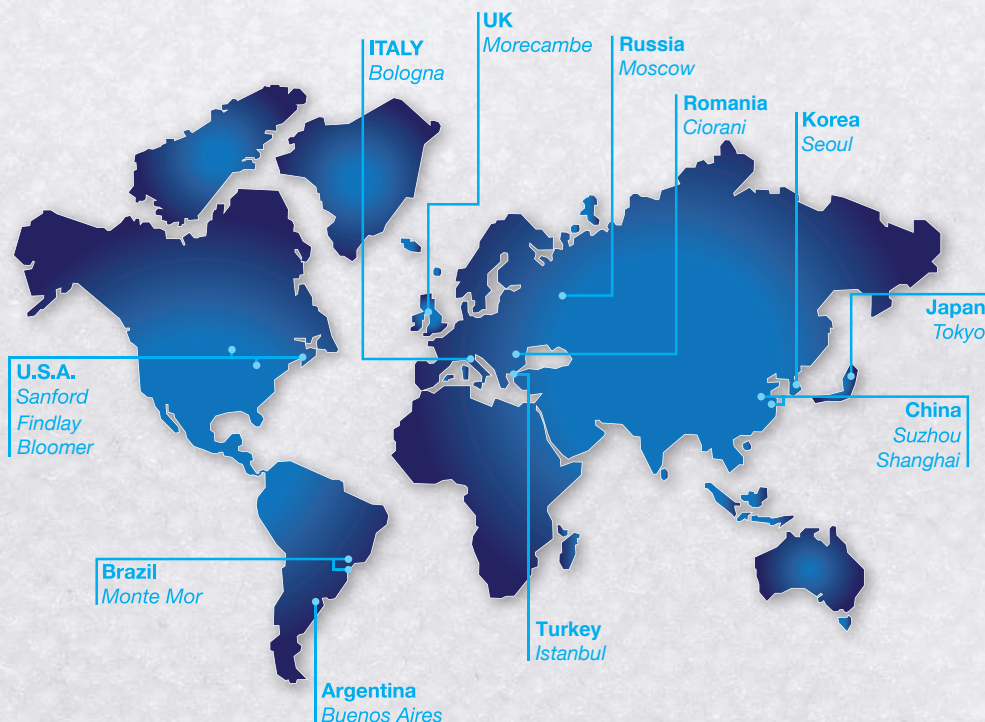 UK
Morecambe
ITALY
Bologna
Russia
Moscow
Romania
Ciorani
Korea
Seoul
Japan
Tokyo
U.S.A.
Sanford
Findlay
Bloomer
China
Suzhou
Shanghai
Brazil
Monte Mor
Turkey
Istanbul
Argentina
Buenos Aires